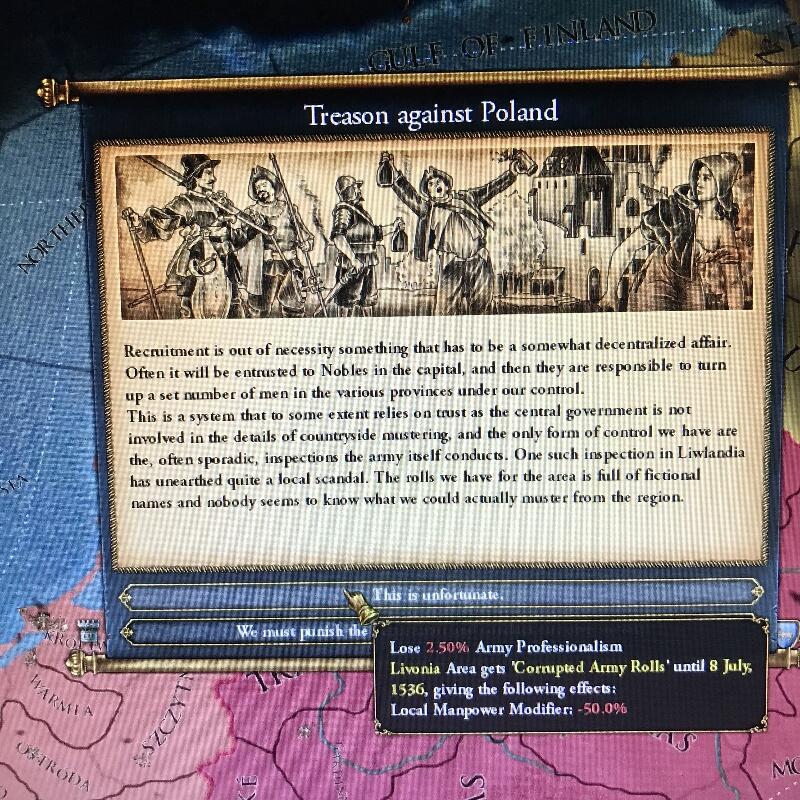 GULF OF FINLAND
Treason against Poland
Recruitment is out of necessity something that has to be a somewhat decentralized affair.
Often it will be entrusted to Nobles in the capital, and then they are responsible to turn
up a set number of men in the various provinces under our control.
This is a system that to some extent relies on trust as the central government is not
involved in the details of countryside mustering, and the only form of control we have are
the, often sporadic, inspections the army itself conducts. One such inspection in Liwlandia
has unearthed quite a local scandal. The rolls we have for the area is full of fictional
names and nobody seems to know what we could actually muster from the region.
This is unfortunate.
We must punish the
Lose 2.50% Army Professionalism
Livonia Area gets 'Corrupted Army Rolls' until 8 July,
1536, giving the following effects:
Local Manpower Modifier: -50.0%
WARMIA
OSTRODA